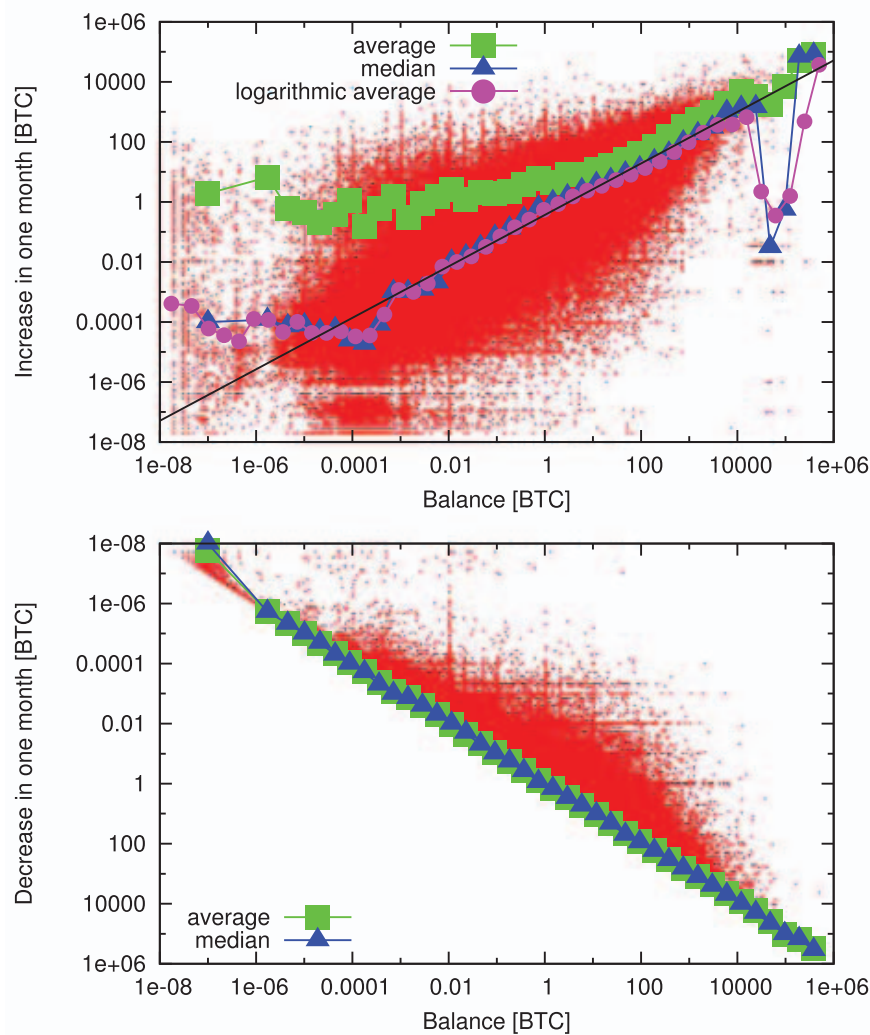 1e+06
10000
100
1
0.01
0.0001
1e-06
1e-08
Increase in one month [BTC]
average
median
logarithmic average
1e-08 1e-06 0.0001 0.01 1 100 10000 1e+06
Balance [BTC]
1e-08
1e-06
0.0001
0.01
1
100
10000
1e+06
Decrease in one month [BTC]
average
median
1e-08 1e-06 0.0001 0.01 1 100 10000 1e+06
Balance [BTC]